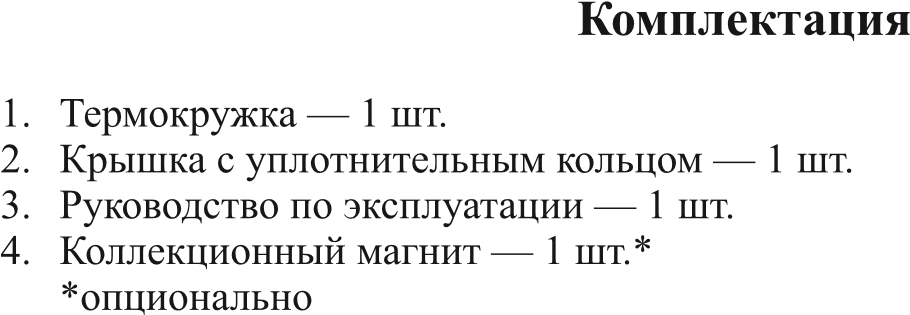 Комплектация
1. Термокружка — 1 шт.
2. Крышка с уплотнительным кольцом — 1 шт.
3. Руководство по эксплуатации — 1 шт.
4. Коллекционный магнит — 1 шт.*
*опционально